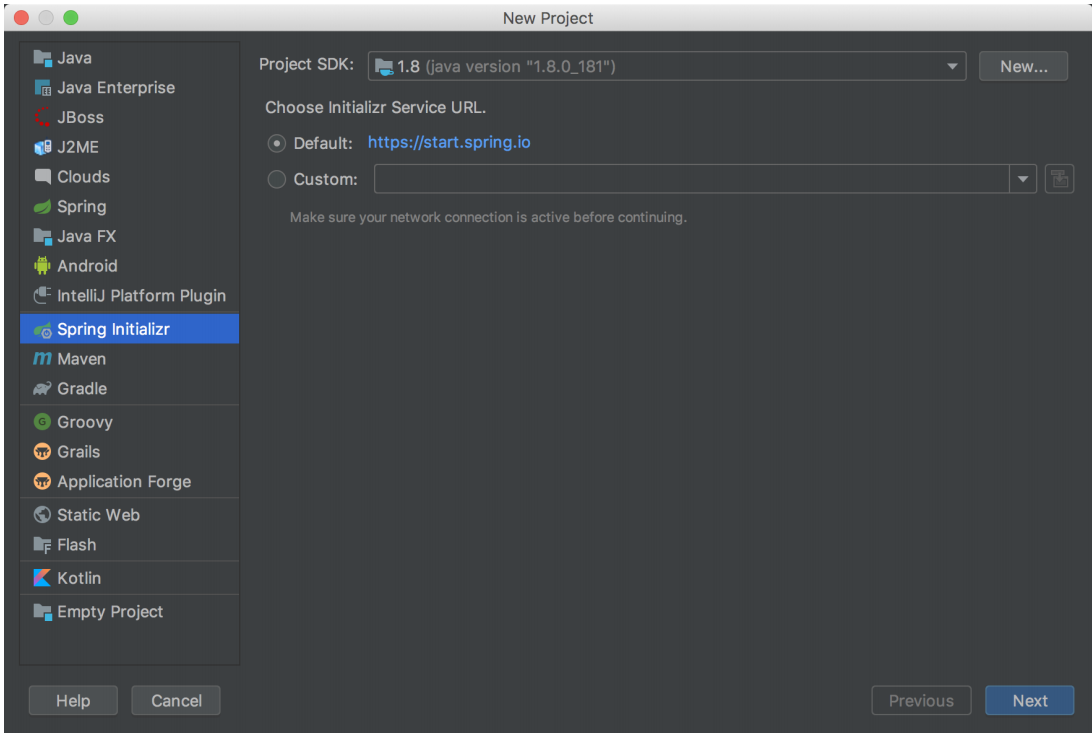 New Project
Java
Java Enterprise
JBoss
J2ME
Clouds
Spring
Java FX
Android
IntelliJ Platform Plugin
Spring Initializr
Maven
Gradle
Groovy
Grails
Application Forge
Static Web
Flash
Kotlin
Empty Project
Project SDK: 1.8 (java version "1.8.0_181") New...
Choose Initializr Service URL.
Default: https://start.spring.io
Custom:
Make sure your network connection is active before continuing.
Help Cancel Previous Next